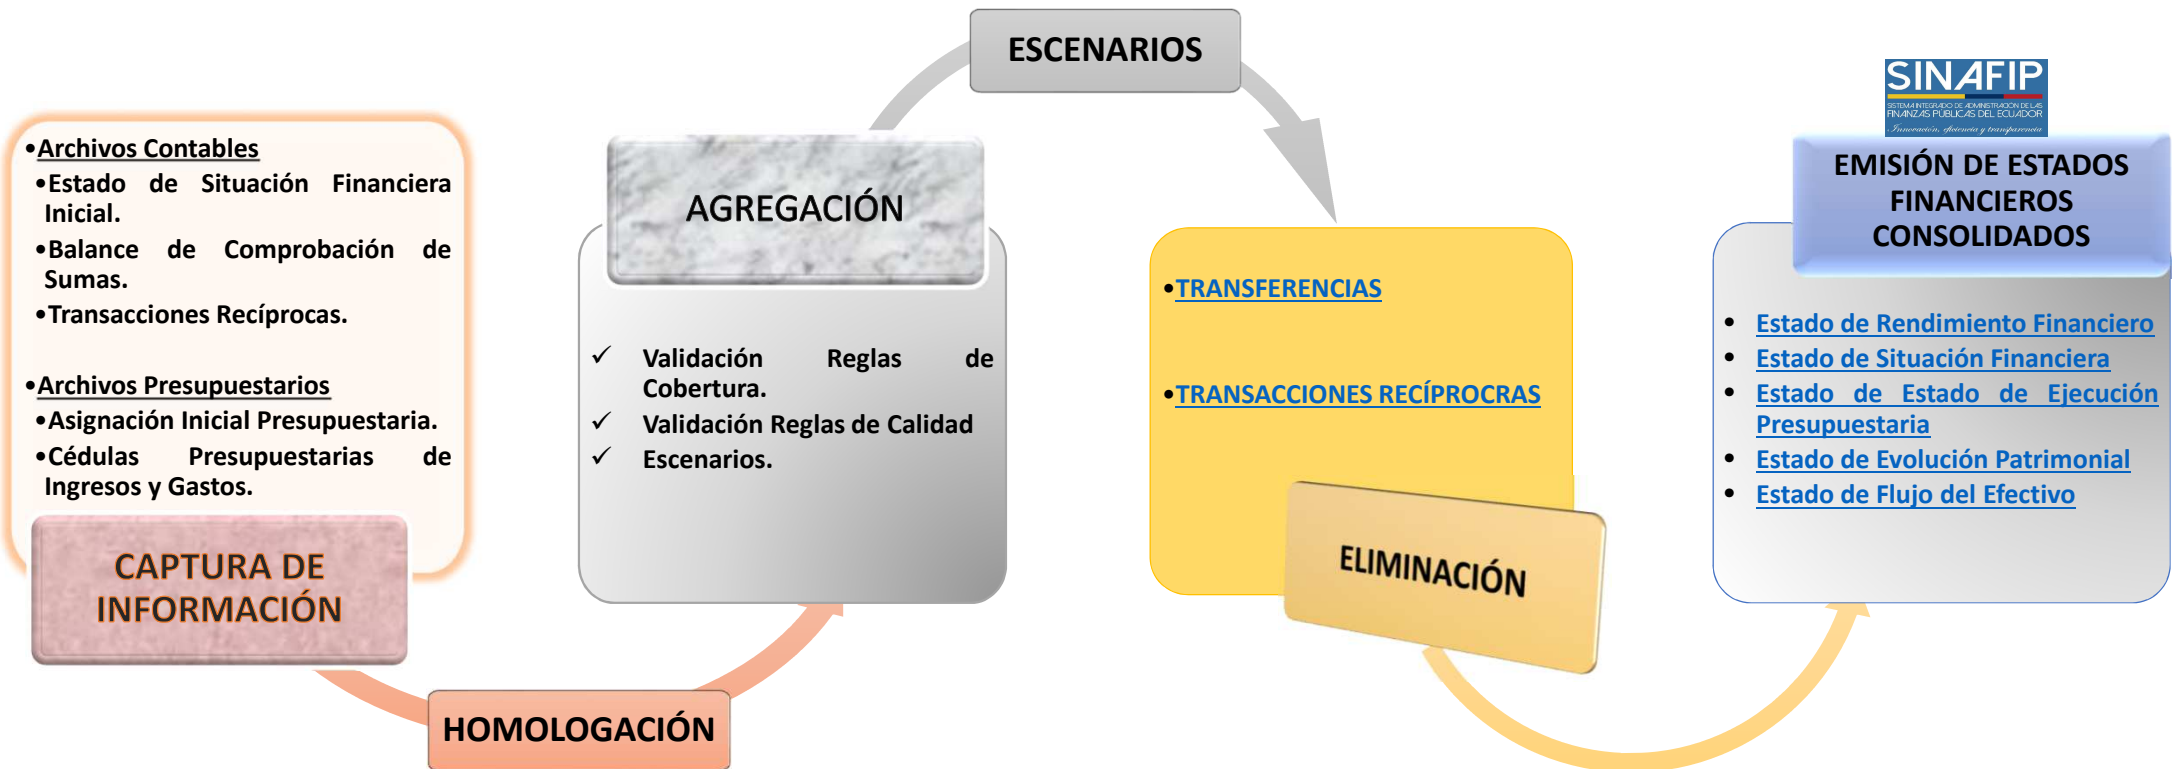 •Archivos Contables
•Estado de Situación Financiera
Inicial.
•Balance de Comprobación de
Sumas.
•Transacciones Recíprocas.
•Archivos Presupuestarios
•Asignación Inicial Presupuestaria.
•Cédulas Presupuestarias de
Ingresos y Gastos.
CAPTURA DE
INFORMACIÓN
HOMOLOGACIÓN
AGREGACIÓN
✓ Validación Reglas de
Cobertura.
✓ Validación Reglas de Calidad
✓ Escenarios.
ESCENARIOS
•TRANSFERENCIAS
•TRANSACCIONES RECÍPROCRAS
ELIMINACIÓN
SINAFIP
SISTEMA INTEGRADO DE ADMINISTRACIÓN DE LAS
FINANZAS PÚBLICAS DEL ECUADOR
Innovación, eficiencia y transparencia
EMISIÓN DE ESTADOS
FINANCIEROS
CONSOLIDADOS
• Estado de Rendimiento Financiero
• Estado de Situación Financiera
• Estado de Estado de Ejecución
Presupuestaria
• Estado de Evolución Patrimonial
• Estado de Flujo del Efectivo